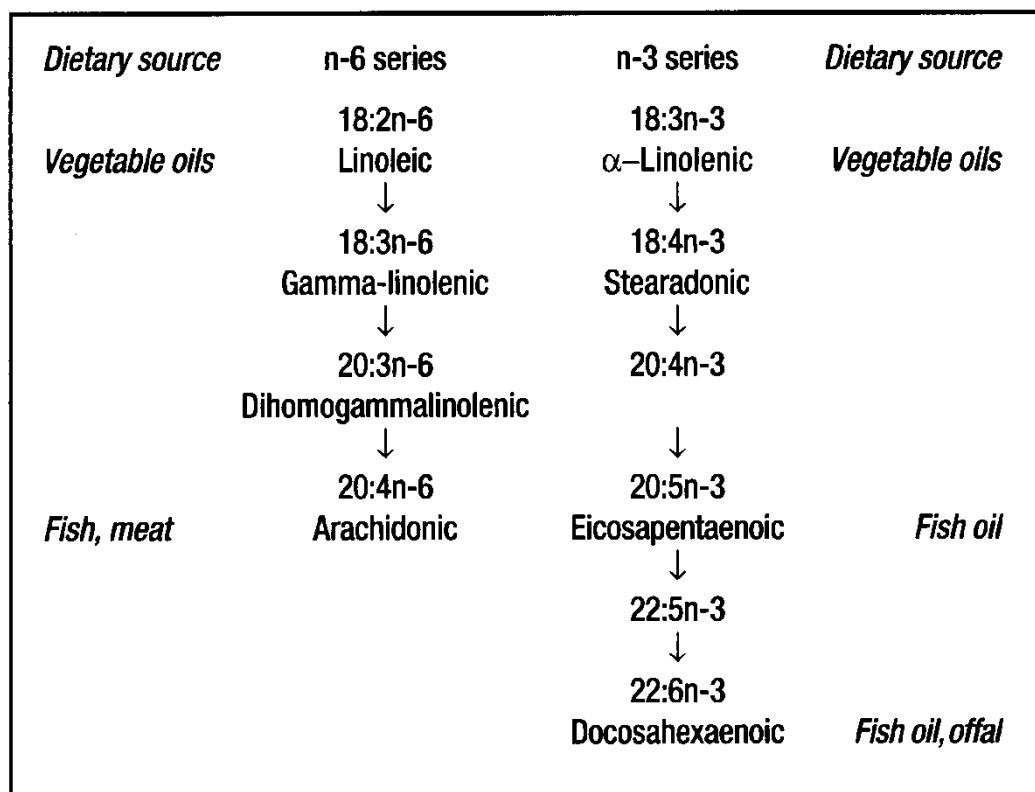 Dietary source n-6 series n-3 series Dietary source
18:2n-6 18:3n-3
Vegetable oils Linoleic α–Linolenic Vegetable oils
↓ ↓
18:3n-6 18:4n-3
Gamma-linolenic Stearadonic
↓ ↓
20:3n-6 20:4n-3
Dihomogammalinolenic
↓ ↓
20:4n-6 20:5n-3
Fish, meat Arachidonic Eicosapentaenoic Fish oil
↓
22:5n-3
↓
22:6n-3
Docosahexaenoic Fish oil, offal